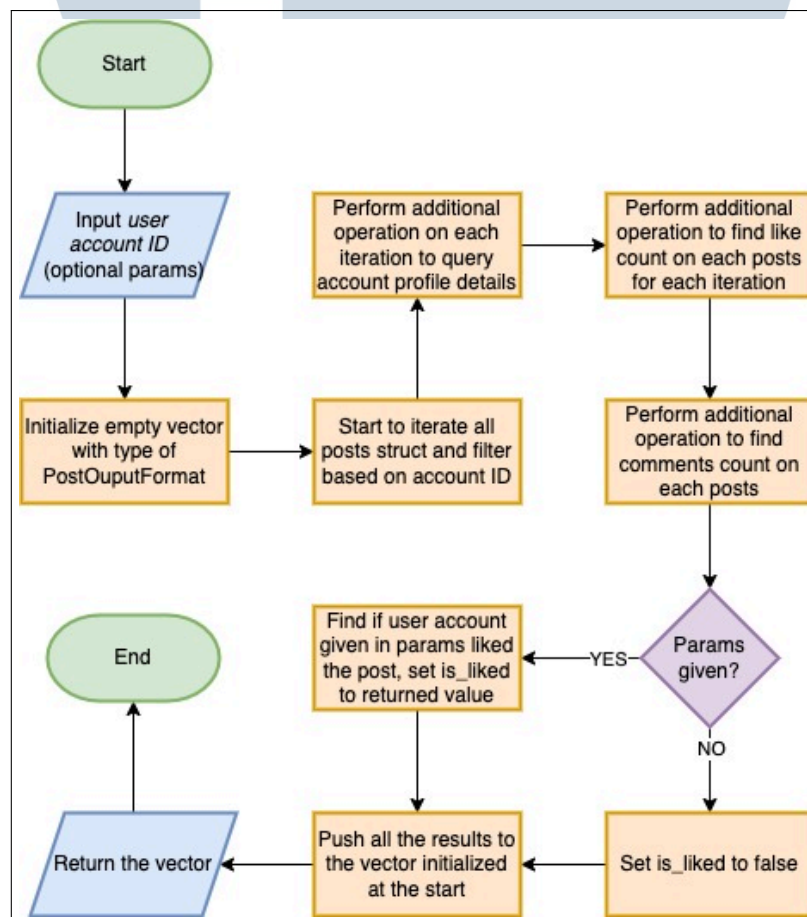 Start
Input user
account ID
(optional params)
Initialize empty vector
with type of
PostOuputFormat
Start to iterate all
posts struct and filter
based on account ID
Perform additional
operation on each
iteration to query
account profile details
Perform additional
operation to find like
count on each posts
for each iteration
Perform additional
operation to find
comments count on
each posts
Params
given?
YES
Find if user account
given in params liked
the post, set is_liked
to returned value
NO
Set is_liked to false
Push all the results to
the vector initialized
at the start
Return the vector
End